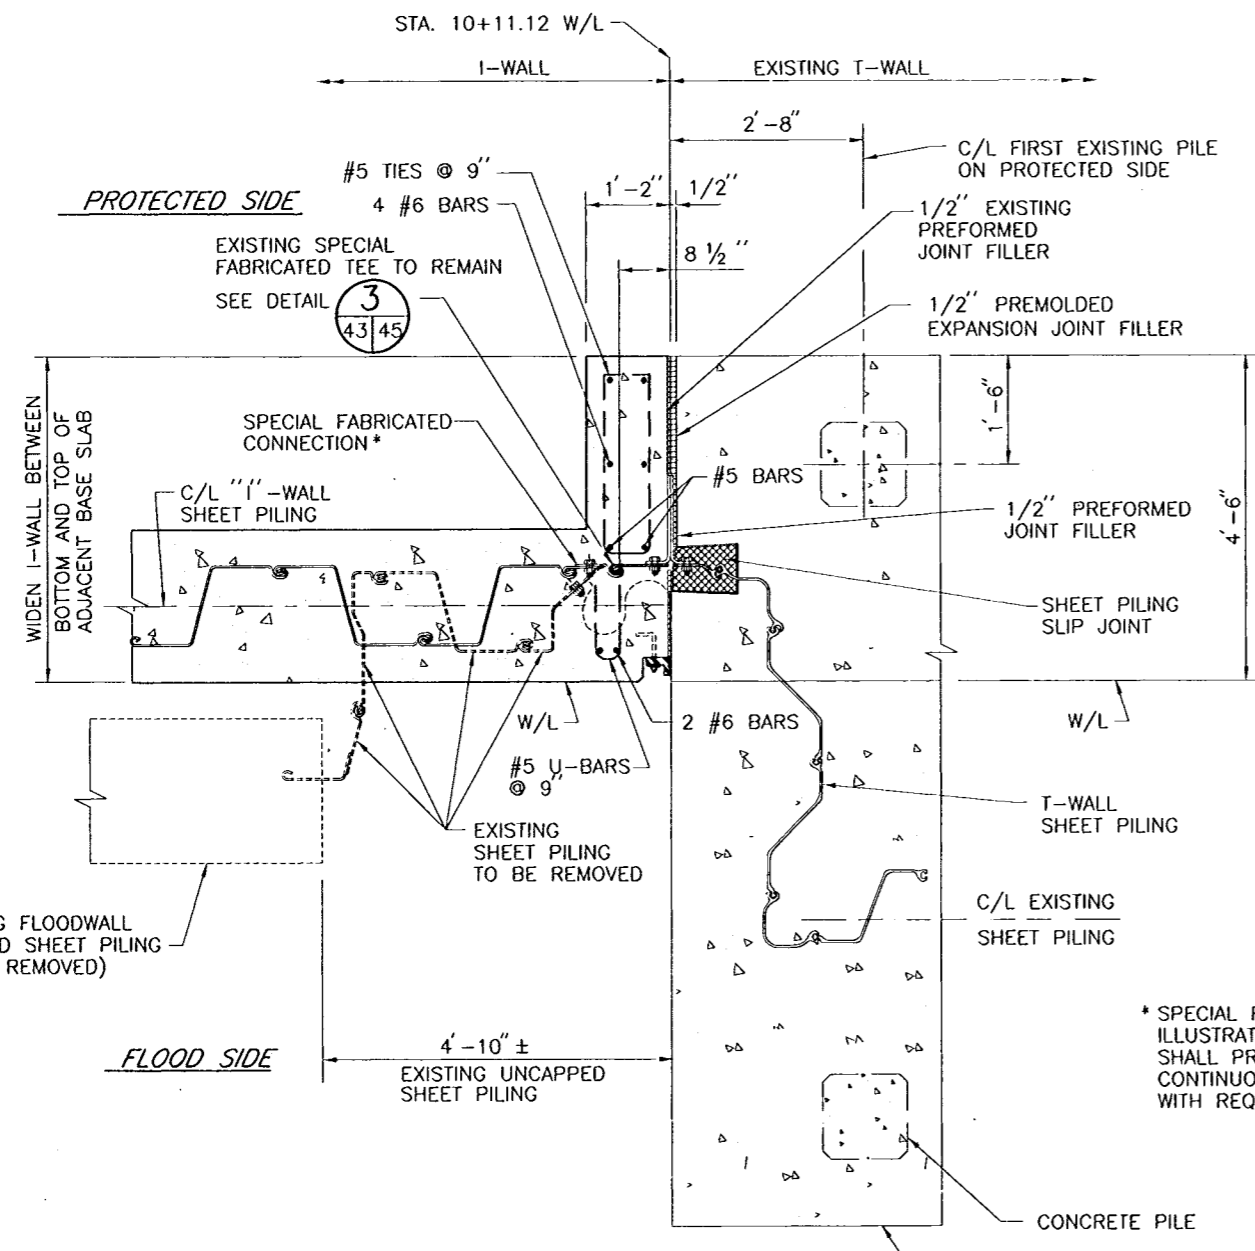 STA. 10+11.12 W/L
I-WALL
EXISTING T-WALL
2'-8"
C/L FIRST EXISTING PILE
ON PROTECTED SIDE
#5 TIES @ 9"
1'-2"
1/2"
PROTECTED SIDE
4 #6 BARS
1/2" EXISTING
PREFORMED
JOINT FILLER
EXISTING SPECIAL
FABRICATED TEE TO REMAIN
8 ½"
SEE DETAIL
3
43 45
1/2" PREMOLDED
EXPANSION JOINT FILLER
WIDEN I-WALL BETWEEN
BOTTOM AND TOP OF
ADJACENT BASE SLAB
1'-6"
SPECIAL FABRICATED
CONNECTION*
#5 BARS
C/L "I"-WALL
SHEET PILING
1/2" PREFORMED
JOINT FILLER
4'-6"
SHEET PILING
SLIP JOINT
W/L
2 #6 BARS
W/L
#5 U-BARS
@ 9"
T-WALL
SHEET PILING
EXISTING
SHEET PILING
TO BE REMOVED
C/L EXISTING
SHEET PILING
G FLOODWALL
D SHEET PILING
REMOVED)
FLOOD SIDE
4'-10" ±
EXISTING UNCAPPED
SHEET PILING
* SPECIAL F
ILLUSTRAT
SHALL PR
CONTINUO
WITH REQ
CONCRETE PILE